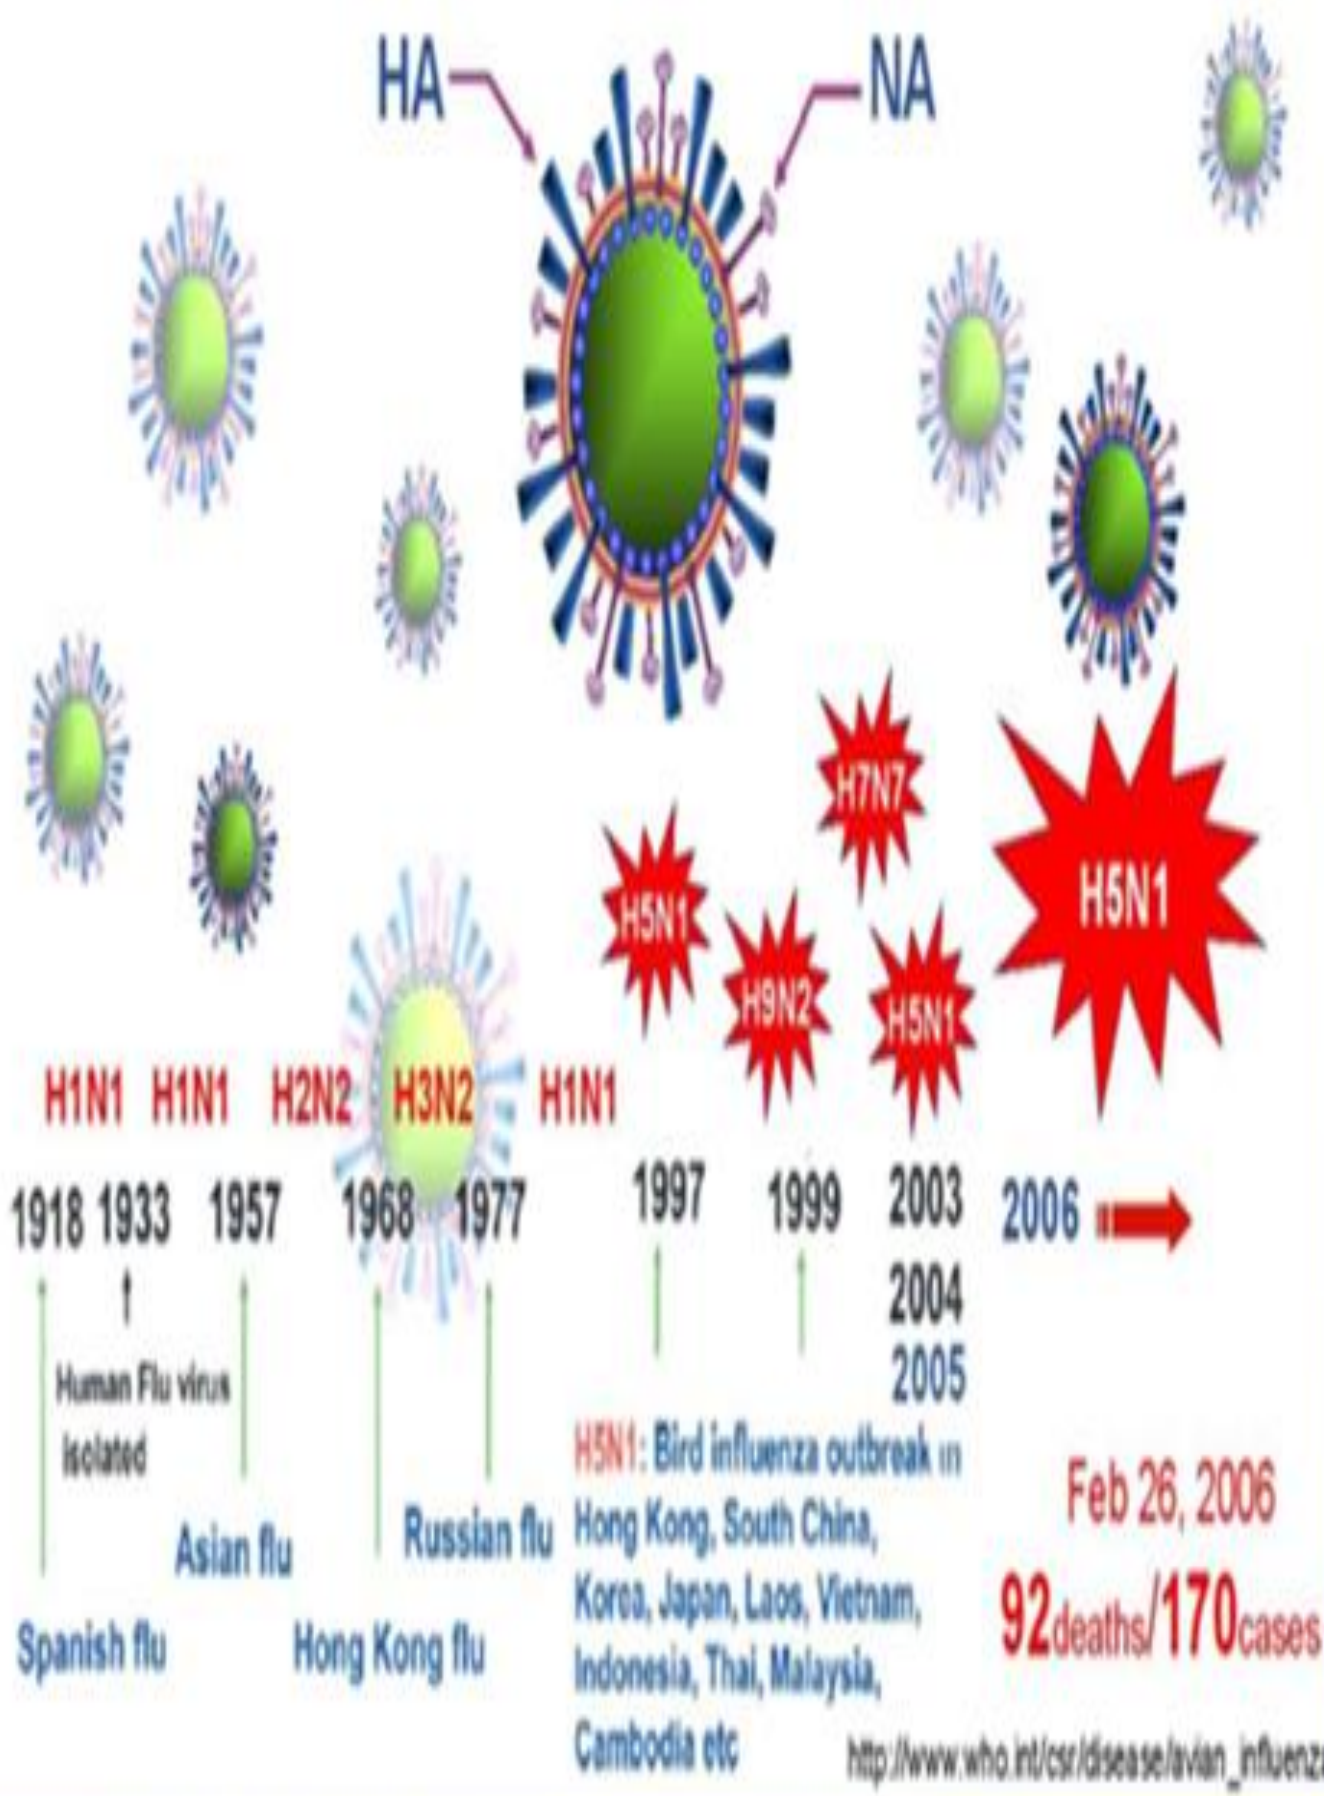 HA
NA
H7N7
H5N1
H5N1
H9N2
H5N1
H1N1 H1N1 H2N2 H3N2 H1N1
1918 1933 1957 1968 1977 1997 1999 2003 2006
2004
2005
Human Flu virus
isolated
Asian flu
Russian flu
Spanish flu
Hong Kong flu
H5N1: Bird influenza outbreak in
Hong Kong, South China,
Korea, Japan, Laos, Vietnam,
Indonesia, Thai, Malaysia,
Cambodia etc
Feb 26, 2006
92deaths/170cases
http://www.who.int/csr/disease/avian_influenza